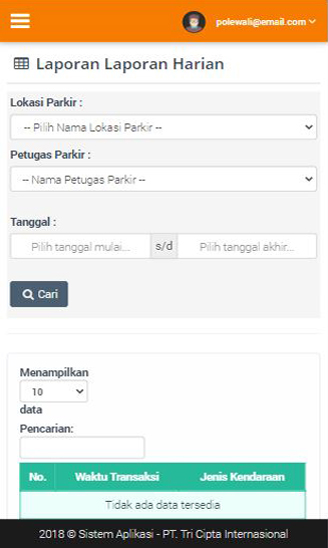 polewali@email.com
Laporan Laporan Harian
Lokasi Parkir :
-- Pilih Nama Lokasi Parkir --
Petugas Parkir :
-- Nama Petugas Parkir --
Tanggal :
Pilih tanggal mulai... s/d Pilih tanggal akhir...
Cari
Menampilkan
10
data
Pencarian:
No. Waktu Transaksi Jenis Kendaraan
Tidak ada data tersedia
2018 © Sistem Aplikasi - PT. Tri Cipta Internasional